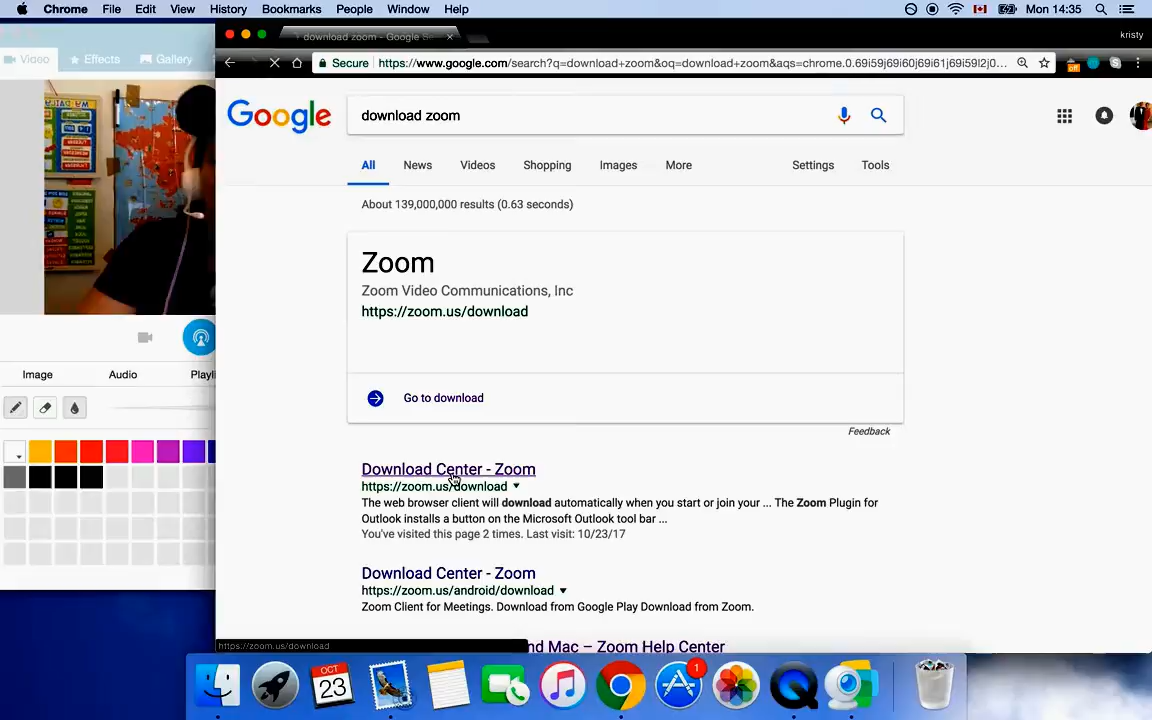 Chrome File Edit View History Bookmarks People Window Help Mon 14:35
Video Effects Gallery
download zoom - Google Se
kristy
Secure https://www.google.com/search?q=download+zoom&oq=download+zoom&aqs=chrome.0.69i59j69i60j69i61j69i59l2j0...
off
Google download zoom
All News Videos Shopping Images More Settings Tools
About 139,000,000 results (0.63 seconds)
Zoom
Zoom Video Communications, Inc
https://zoom.us/download
Go to download
Feedback
Image Audio Playli
Download Center - Zoom
https://zoom.us/download
The web browser client will download automatically when you start or join your ... The Zoom Plugin for
Outlook installs a button on the Microsoft Outlook tool bar ...
You've visited this page 2 times. Last visit: 10/23/17
Download Center - Zoom
https://zoom.us/android/download
Zoom Client for Meetings. Download from Google Play Download from Zoom.
nd Mac – Zoom Help Center
https://zoom.us/download
OCT
23
1